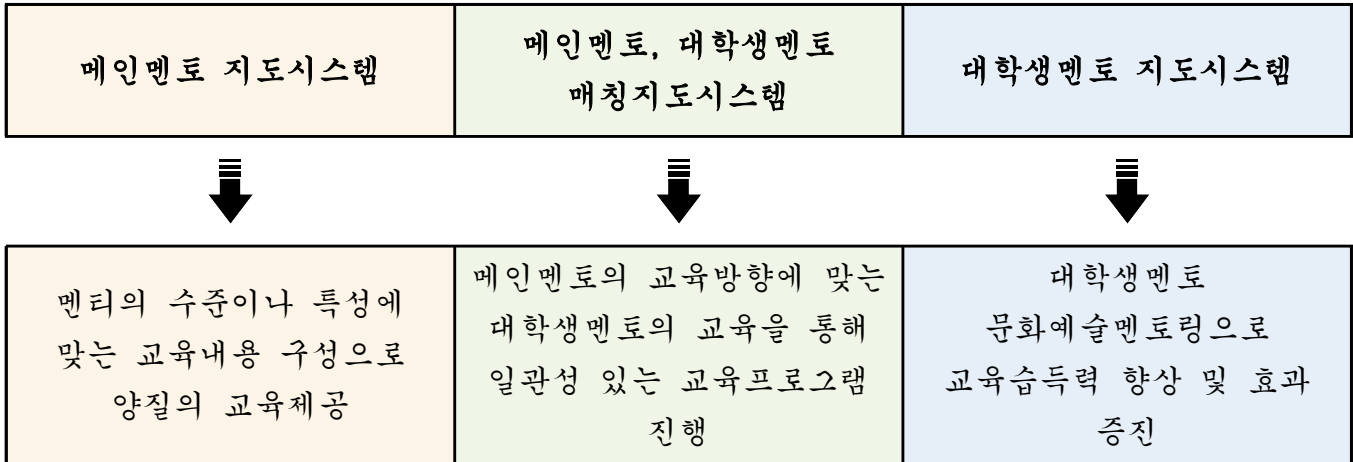 메인멘토 지도시스템
메인멘토, 대학생멘토
매칭지도시스템
대학생멘토 지도시스템
멘티의 수준이나 특성에
맞는 교육내용 구성으로
양질의 교육제공
메인멘토의 교육방향에 맞는
대학생멘토의 교육을 통해
일관성 있는 교육프로그램
진행
대학생멘토
문화예술멘토링으로
교육습득력 향상 및 효과
증진